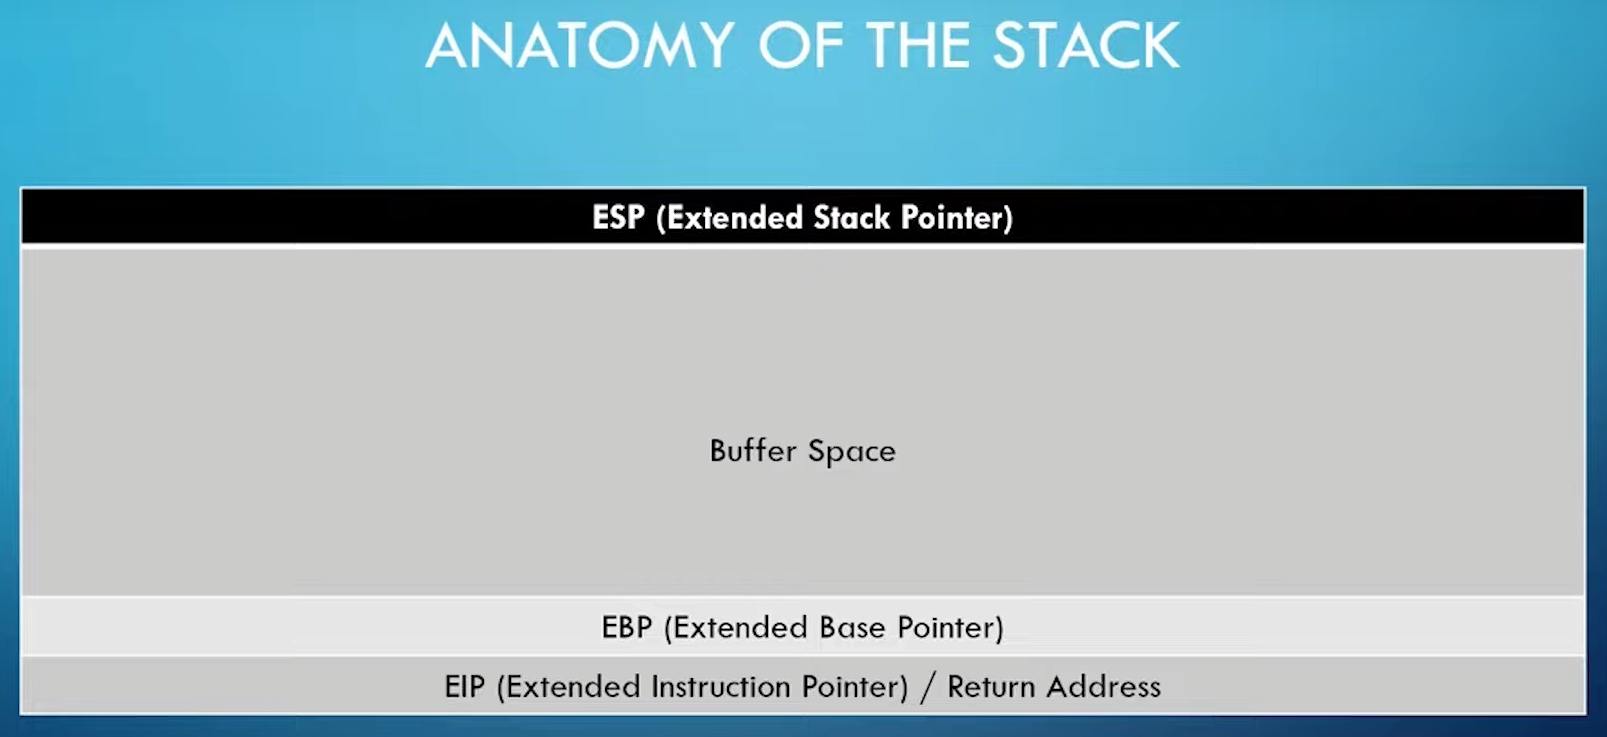 ANATOMY OF THE STACK
ESP (Extended Stack Pointer)
Buffer Space
EBP (Extended Base Pointer)
EIP (Extended Instruction Pointer) / Return Address